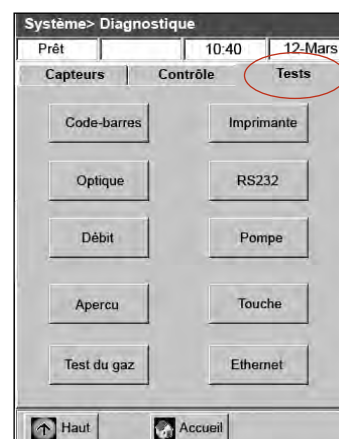 Système> Diagnostique
Prêt 10:40 12-Mars
Capteurs Contrôle Tests
Code-barres Imprimante
Optique RS232
Débit Pompe
Apercu Touche
Test du gaz Ethernet
Haut Accueil